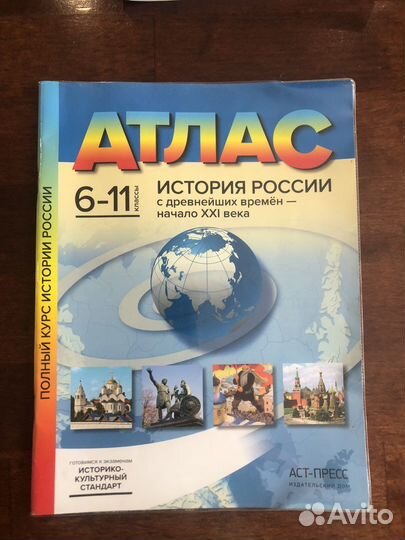 АТЛАС
6-11 классы
ИСТОРИЯ РОССИИ
с древнейших времён —
начало XXI века
ПОЛНЫЙ КУРС ИСТОРИИ РОССИИ
готовимся к экзаменам
ИСТОРИКО-
КУЛЬТУРНЫЙ
СТАНДАРТ
АСТ-ПРЕСС
ИЗДАТЕЛЬСКИЙ ДОМ
Avito